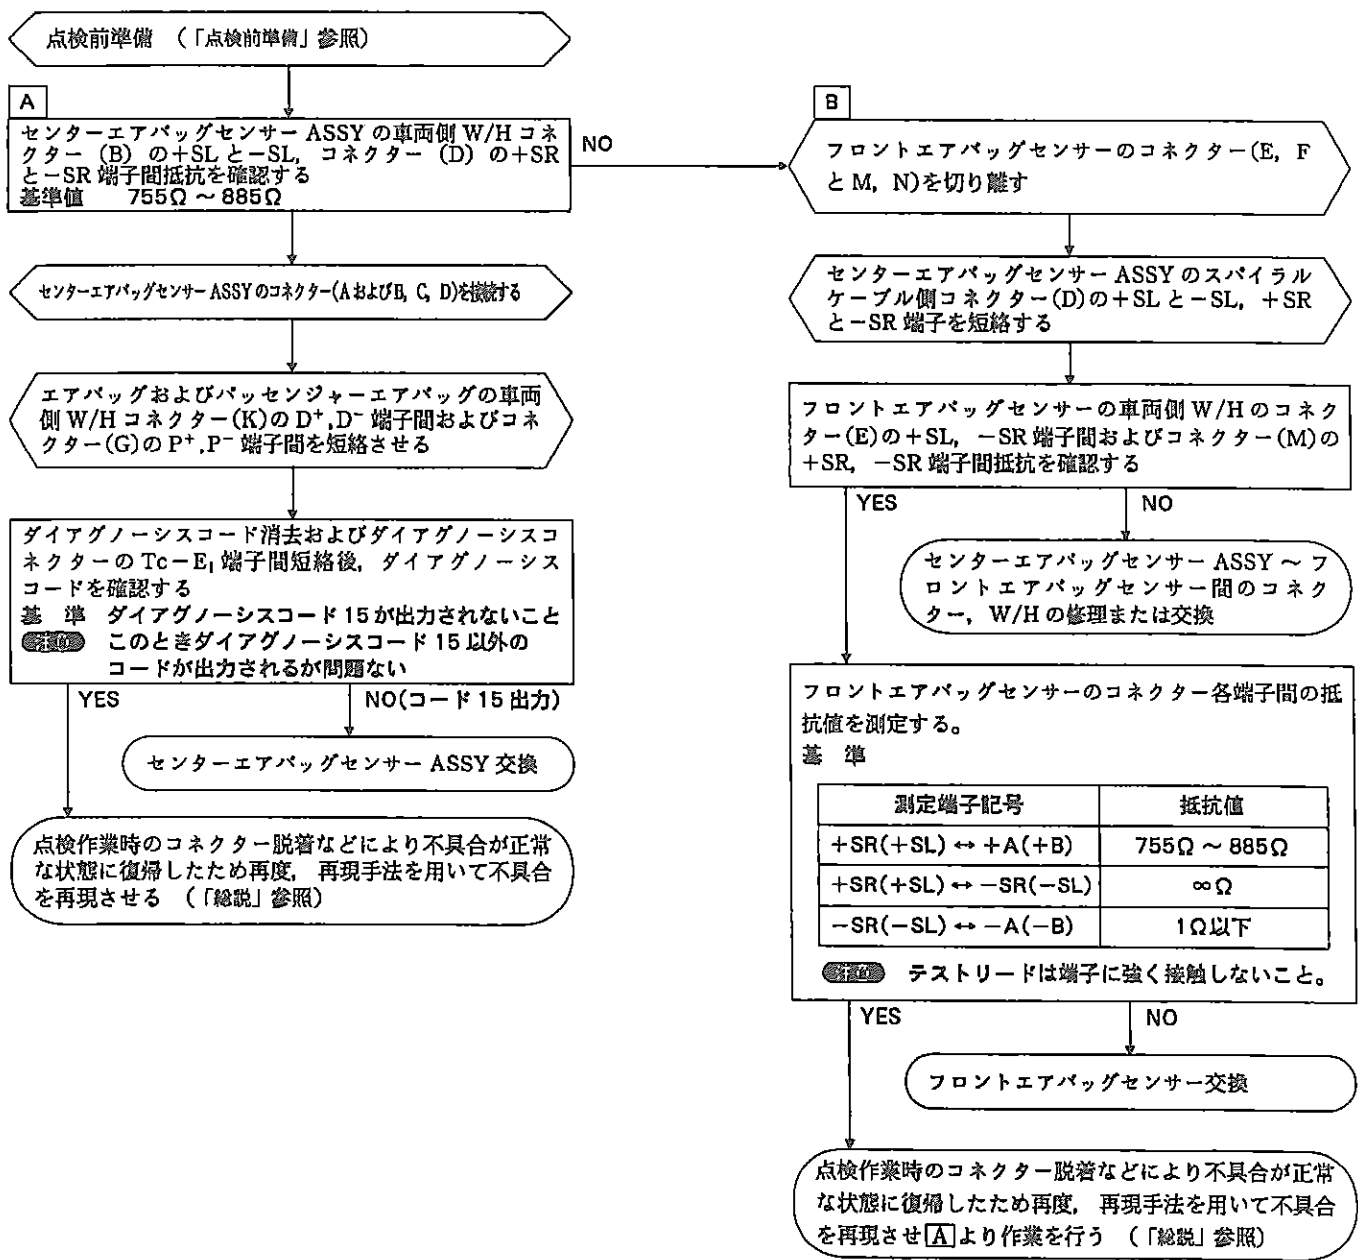 点検前準備 (「点検前準備」参照)
A
センターエアバッグセンサー ASSY の車両側 W/H コネ
クター (B) の+SL と−SL, コネクター (D) の+SR
と−SR 端子間抵抗を確認する
基準値 755Ω ～ 885Ω
NO
センターエアバッグセンサー ASSYのコネクター(AおよびB, C, D)を接続する
エアバッグおよびパッセンジャーエアバッグの車両
側 W/H コネクター(K)の D⁺,D⁻ 端子間およびコネ
クター(G)の P⁺,P⁻ 端子間を短絡させる
ダイアグノーシスコード消去およびダイアグノーシスコ
ネクターの Tc−E₁ 端子間短絡後, ダイアグノーシス
コードを確認する
基 準 ダイアグノーシスコード 15 が出力されないこと
注意 このときダイアグノーシスコード 15 以外の
コードが出力されるが問題ない
YES
NO(コード 15 出力)
センターエアバッグセンサー ASSY 交換
点検作業時のコネクター脱着などにより不具合が正常
な状態に復帰したため再度, 再現手法を用いて不具合
を再現させる (「総説」参照)
B
フロントエアバッグセンサーのコネクター(E, F
と M, N)を切り離す
センターエアバッグセンサー ASSY のスパイラル
ケーブル側コネクター(D)の+SL と−SL, +SR
と−SR 端子を短絡する
フロントエアバッグセンサーの車両側 W/H のコネク
ター(E)の+SL, −SR 端子間およびコネクター(M)の
+SR, −SR 端子間抵抗を確認する
YES
NO
センターエアバッグセンサー ASSY ～ フ
ロントエアバッグセンサー間のコネク
ター, W/H の修理または交換
フロントエアバッグセンサーのコネクター各端子間の抵
抗値を測定する。
基 準
測定端子記号 抵抗値
+SR(+SL) ↔ +A(+B) 755Ω ～ 885Ω
+SR(+SL) ↔ −SR(−SL) ∞Ω
−SR(−SL) ↔ −A(−B) 1Ω以下
注意 テストリードは端子に強く接触しないこと。
YES
NO
フロントエアバッグセンサー交換
点検作業時のコネクター脱着などにより不具合が正常
な状態に復帰したため再度, 再現手法を用いて不具合
を再現させ A より作業を行う (「総説」参照)